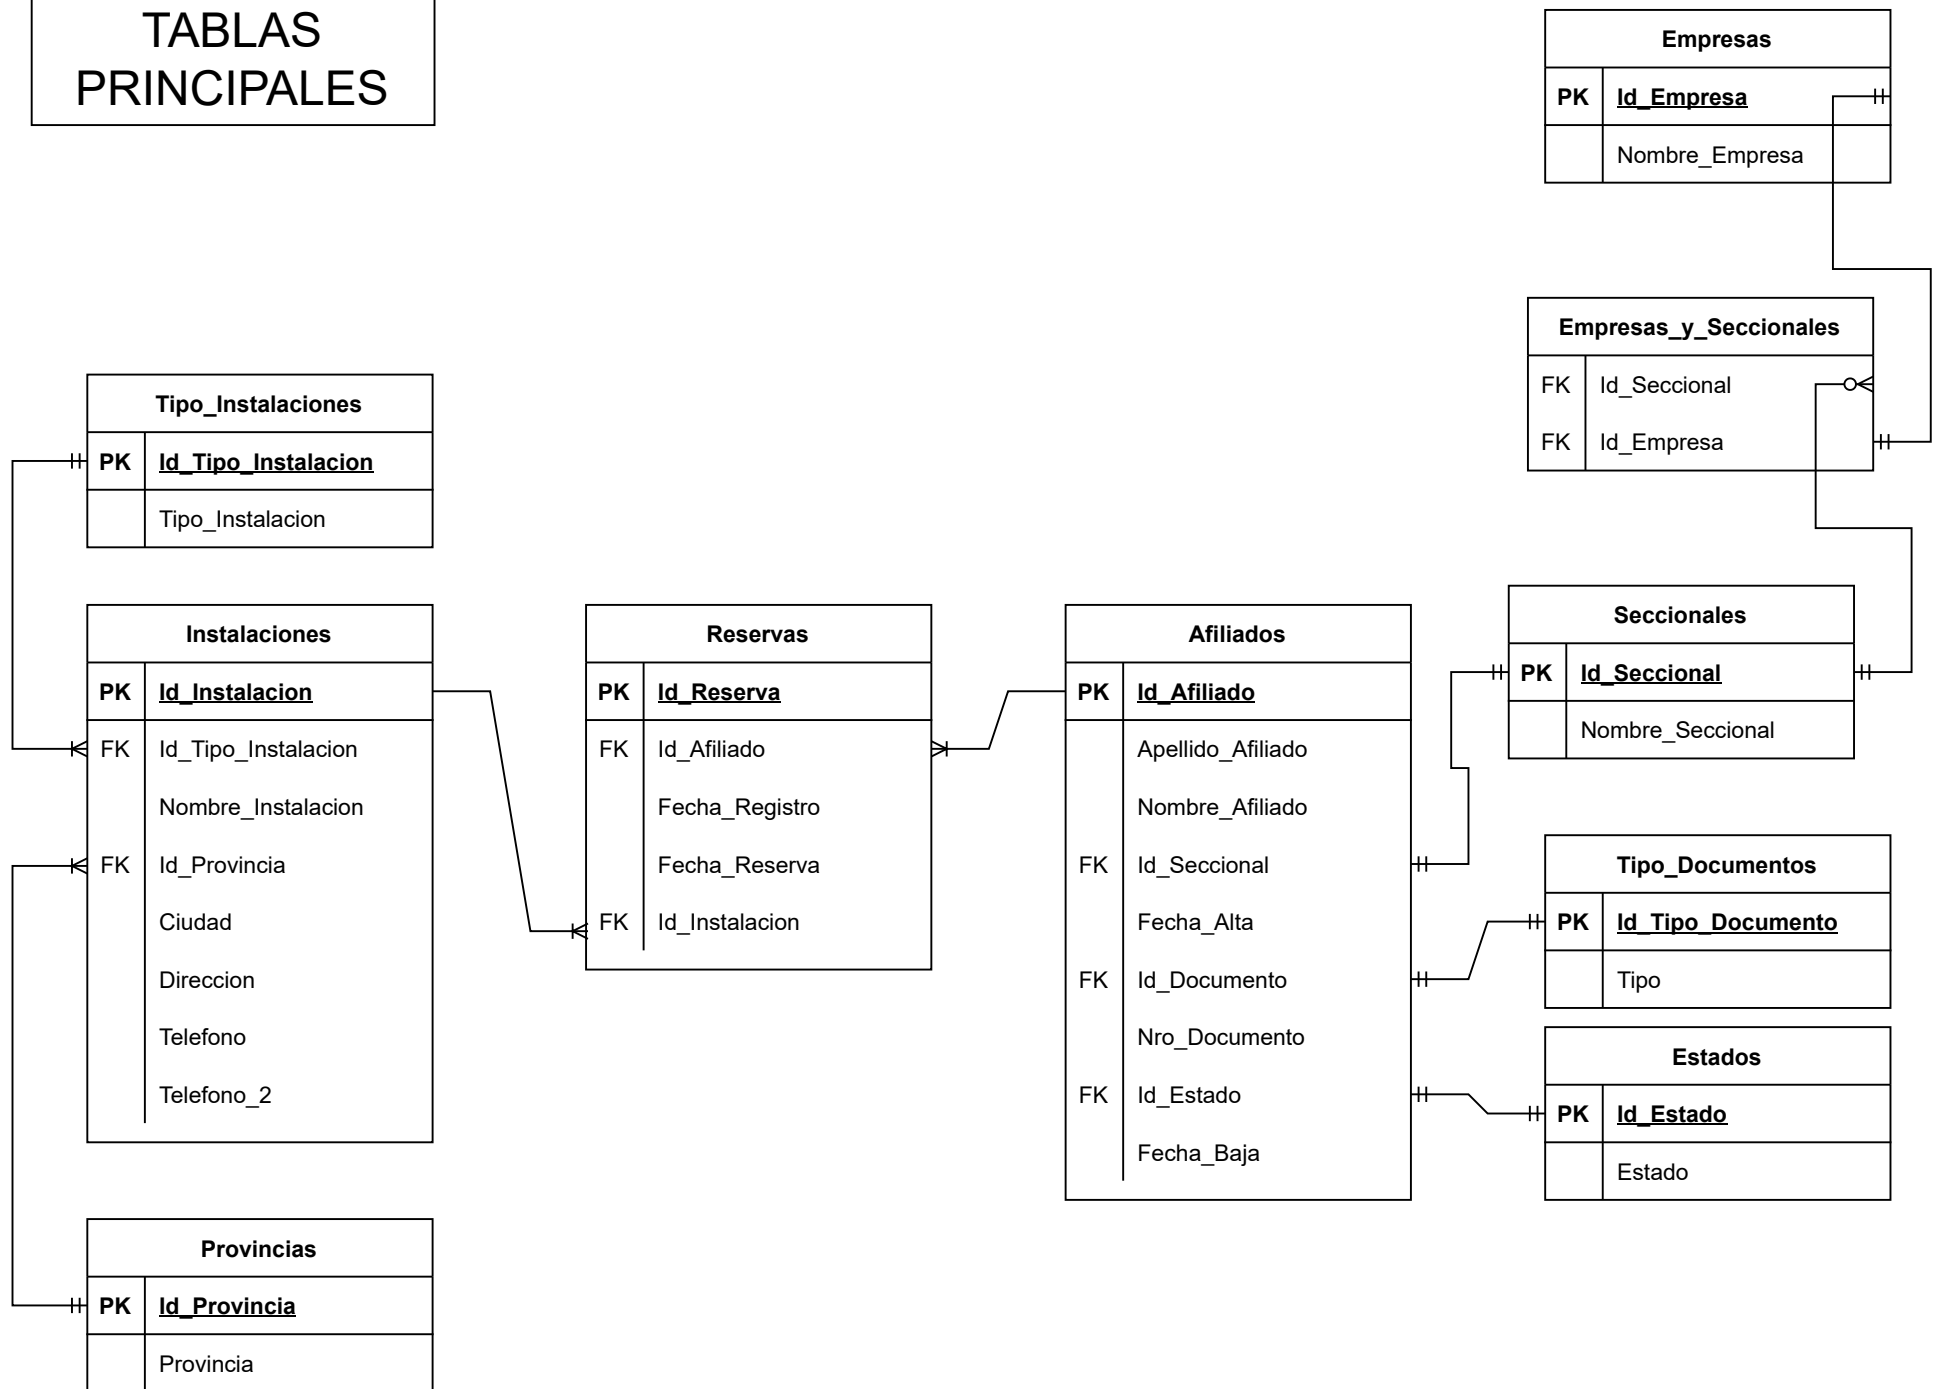 TABLAS
PRINCIPALES
Empresas
PK Id_Empresa
Nombre_Empresa
Empresas_y_Seccionales
FK Id_Seccional
FK Id_Empresa
Tipo_Instalaciones
PK Id_Tipo_Instalacion
Tipo_Instalacion
Instalaciones
PK Id_Instalacion
FK Id_Tipo_Instalacion
Nombre_Instalacion
FK Id_Provincia
Ciudad
Direccion
Telefono
Telefono_2
Reservas
PK Id_Reserva
FK Id_Afiliado
Fecha_Registro
Fecha_Reserva
FK Id_Instalacion
Afiliados
PK Id_Afiliado
Apellido_Afiliado
Nombre_Afiliado
FK Id_Seccional
Fecha_Alta
FK Id_Documento
Nro_Documento
FK Id_Estado
Fecha_Baja
Seccionales
PK Id_Seccional
Nombre_Seccional
Tipo_Documentos
PK Id_Tipo_Documento
Tipo
Estados
PK Id_Estado
Estado
Provincias
PK Id_Provincia
Provincia